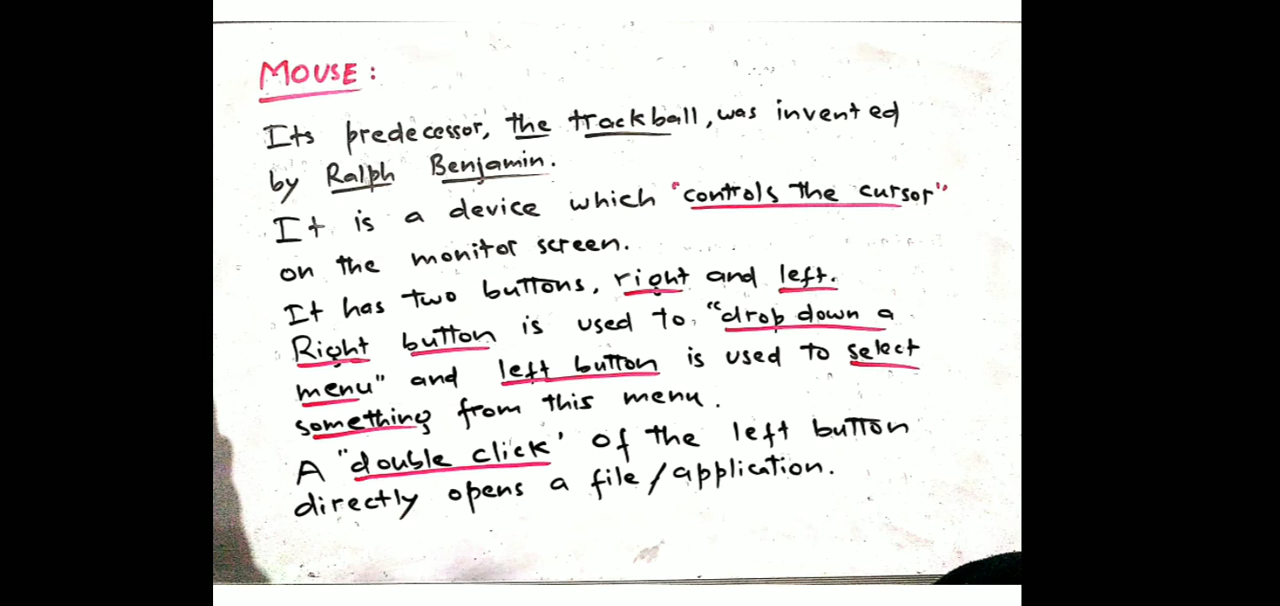 MOUSE:
Its predecessor, the trackball, was invented
by Ralph Benjamin.
It is a device which "controls the cursor"
on the monitor screen.
It has two buttons, right and left.
Right button is used to "drop down a
menu" and left button is used to select
something from this menu.
A "double click' of the left button
directly opens a file/application.